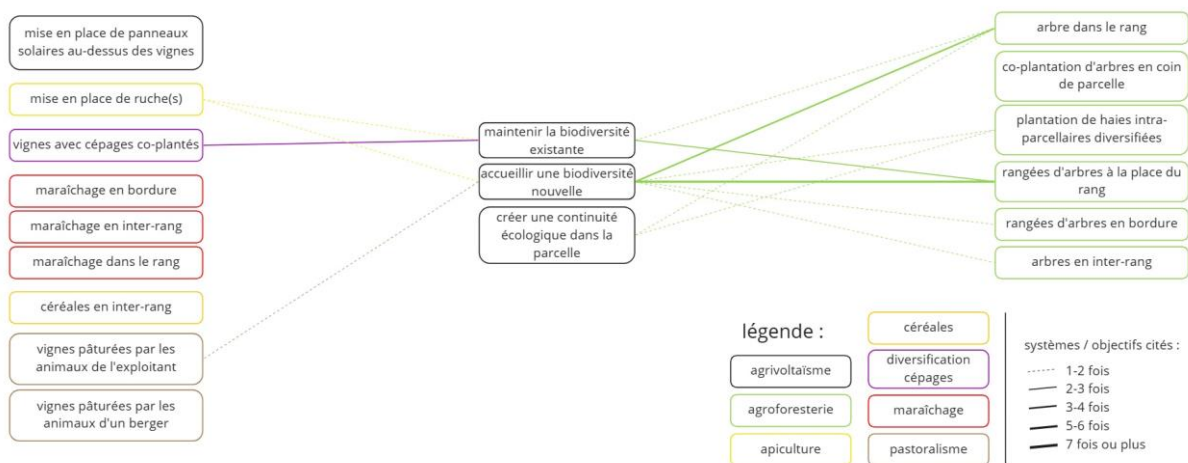 mise en place de panneaux
solaires au-dessus des vignes
mise en place de ruche(s)
vignes avec cépages co-plantés
maraîchage en bordure
maraîchage en inter-rang
maraîchage dans le rang
céréales en inter-rang
vignes pâturées par les
animaux de l'exploitant
vignes pâturées par les
animaux d'un berger
maintenir la biodiversité
existante
accueillir une biodiversité
nouvelle
créer une continuité
écologique dans la
parcelle
arbre dans le rang
co-plantation d'arbres en coin
de parcelle
plantation de haies intra-
parcellaires diversifiées
rangées d'arbres à la place du
rang
rangées d'arbres en bordure
arbres en inter-rang
légende :
agrivoltaïsme
agroforesterie
apiculture
céréales
diversification
cépages
maraîchage
pastoralisme
systèmes / objectifs cités :
1-2 fois
2-3 fois
3-4 fois
5-6 fois
7 fois ou plus